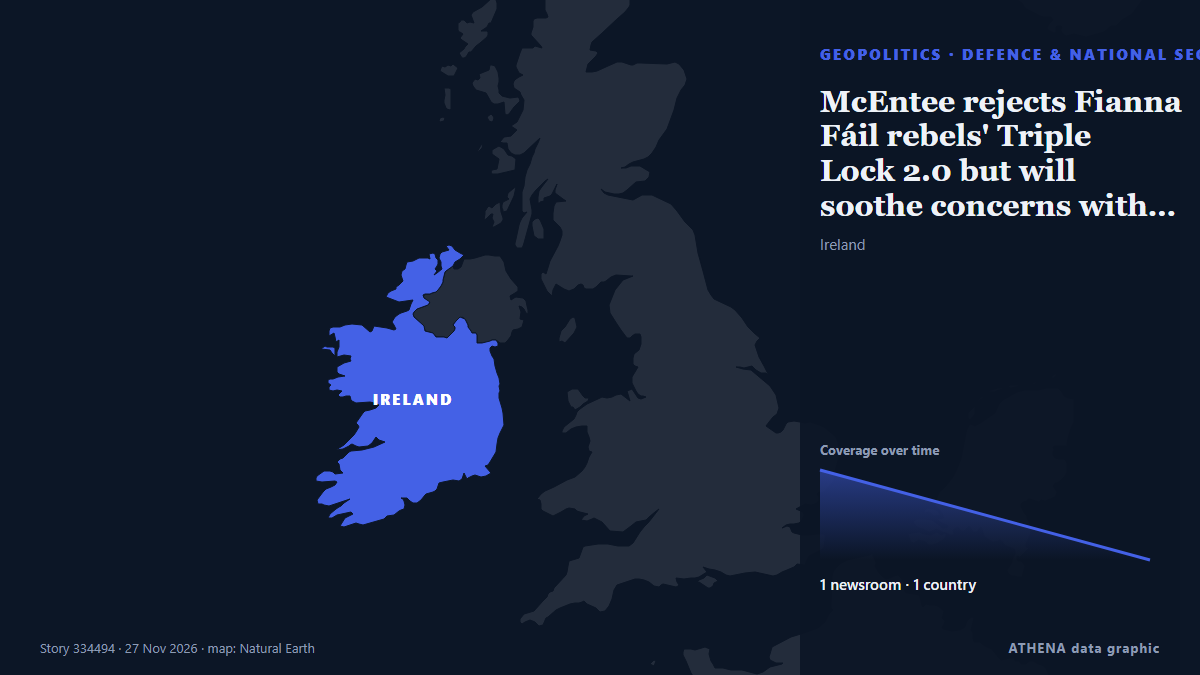 GEOPOLITICS · DEFENCE & NATIONAL
McEntee rejects Fianna
Fáil rebels' Triple
Lock 2.0 but will
soothe concerns with...
Ireland
IRELAND
Coverage over time
1 newsroom · 1 country
Story 334494 · 27 Nov 2026 · map: Natural Earth
ATHENA data graphic